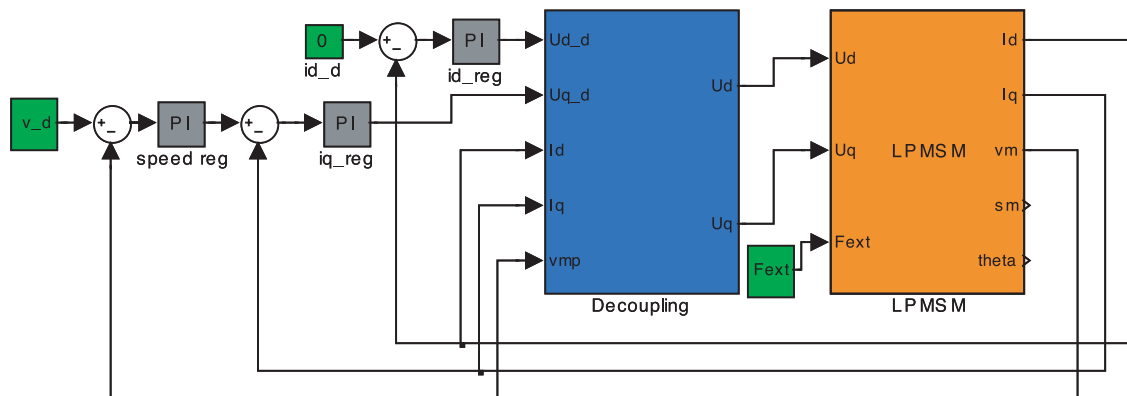 0
id_d
+
−
PI
id_reg
v_d
+
−
PI
speed reg
+
−
PI
iq_reg
Ud_d
Uq_d
Id
Iq
vmp
Ud
Uq
Decoupling
Fext
Ud
Uq
Fext
LPMSM
Id
Iq
vm
sm
theta
LPMSM